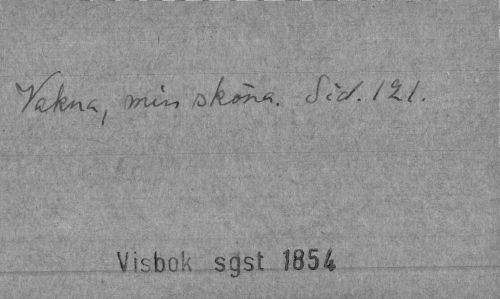 Vakna, min sköna. Sid. 121.
Visbok sgst 1854